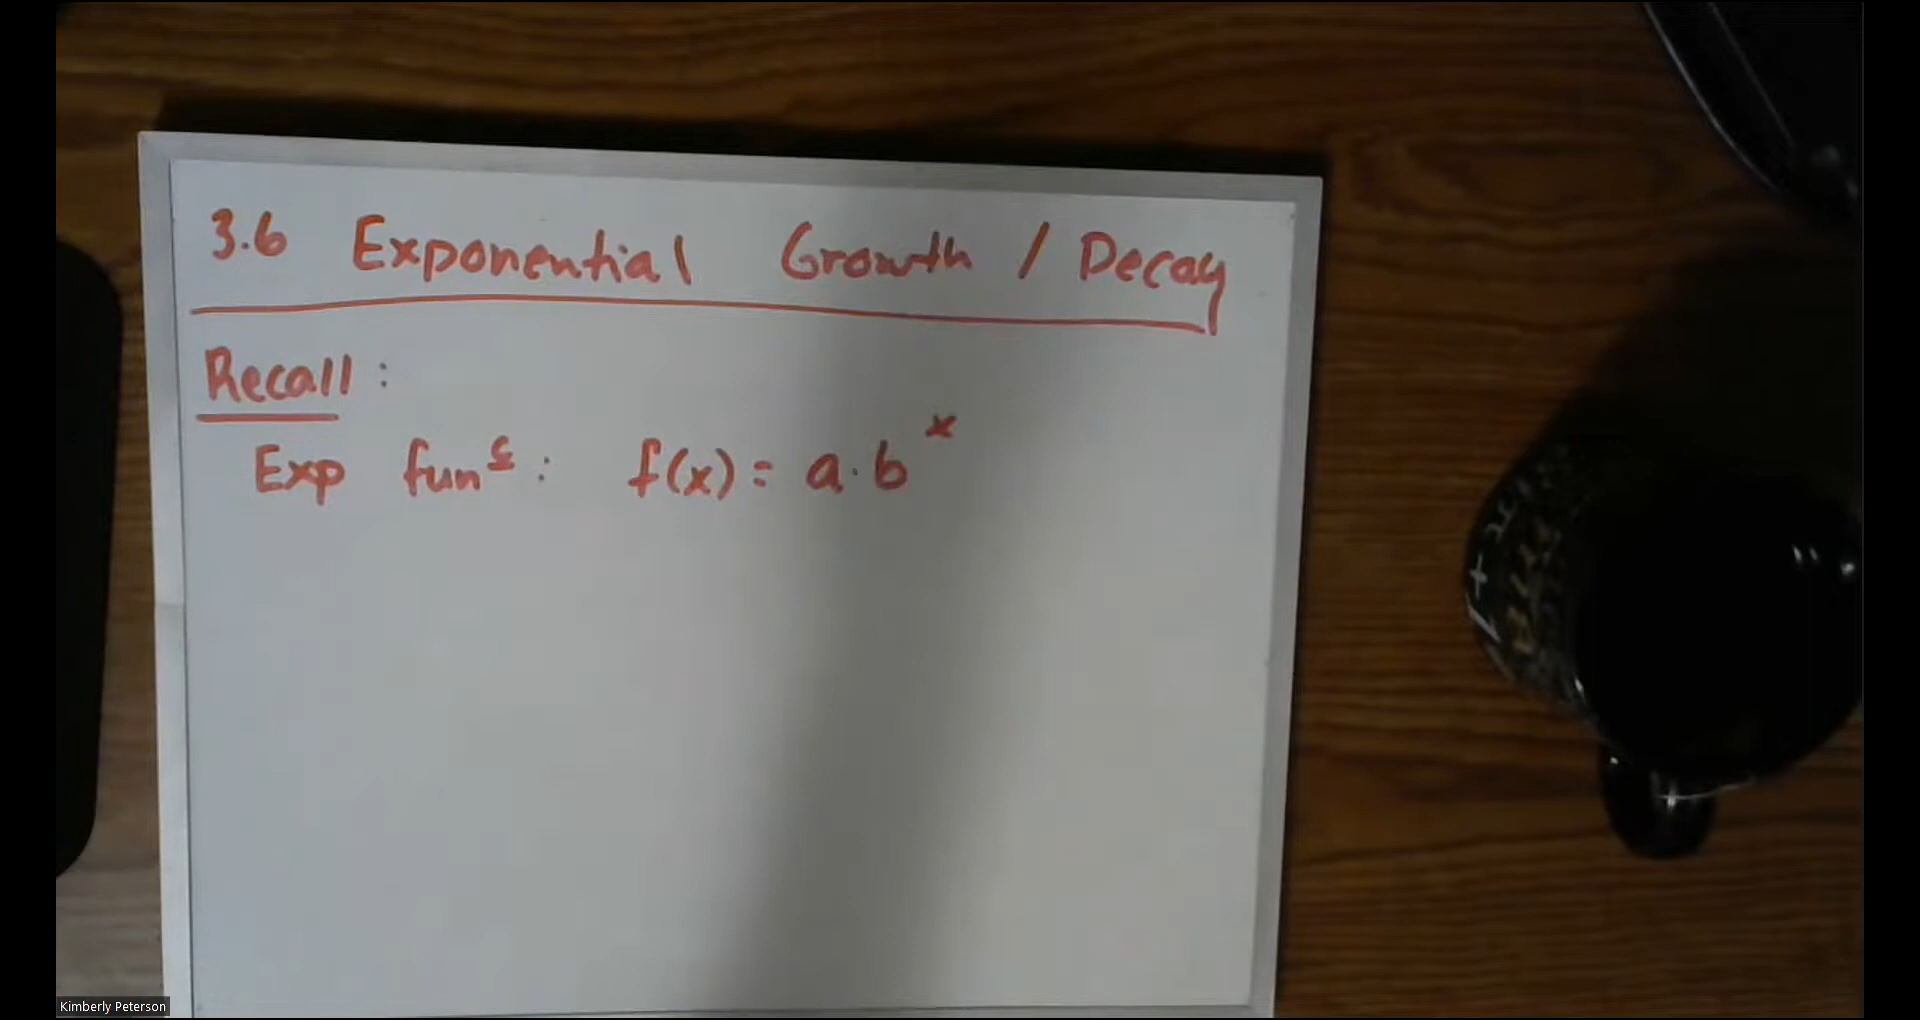 3.6 Exponential Growth / Decay
Recall:
Exp func: f(x) = a·b^x
Kimberly Peterson